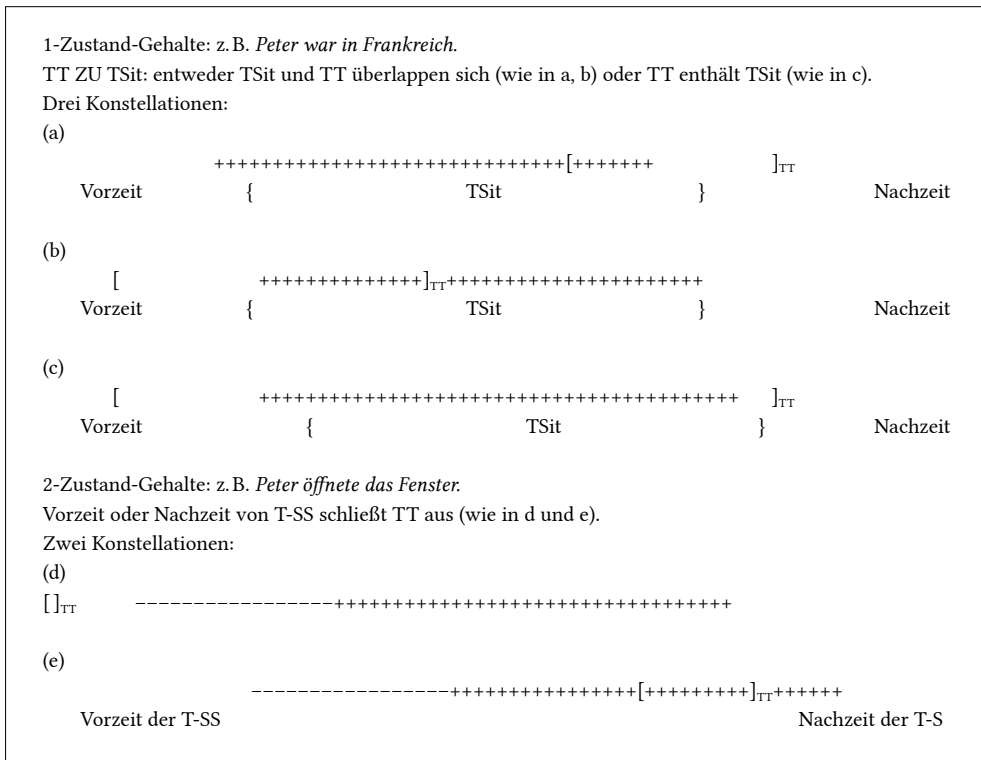 1-Zustand-Gehalte: z. B. Peter war in Frankreich.
TT ZU TSit: entweder TSit und TT überlappen sich (wie in a, b) oder TT enthält TSit (wie in c).
Drei Konstellationen:
(a)
++++++++++++++++++++++++++++++[+++++++ ]TT
Vorzeit { TSit } Nachzeit
(b)
[ ++++++++++++++]TT++++++++++++++++++++++
Vorzeit { TSit } Nachzeit
(c)
[ +++++++++++++++++++++++++++++++++++++++++ ]TT
Vorzeit { TSit } Nachzeit
2-Zustand-Gehalte: z. B. Peter öffnete das Fenster.
Vorzeit oder Nachzeit von T-SS schließt TT aus (wie in d und e).
Zwei Konstellationen:
(d)
[ ]TT −−−−−−−−−−−−−−−−−++++++++++++++++++++++++++++++++++
(e)
−−−−−−−−−−−−−−−−−++++++++++++++++[+++++++++]TT++++++
Vorzeit der T-SS Nachzeit der T-S